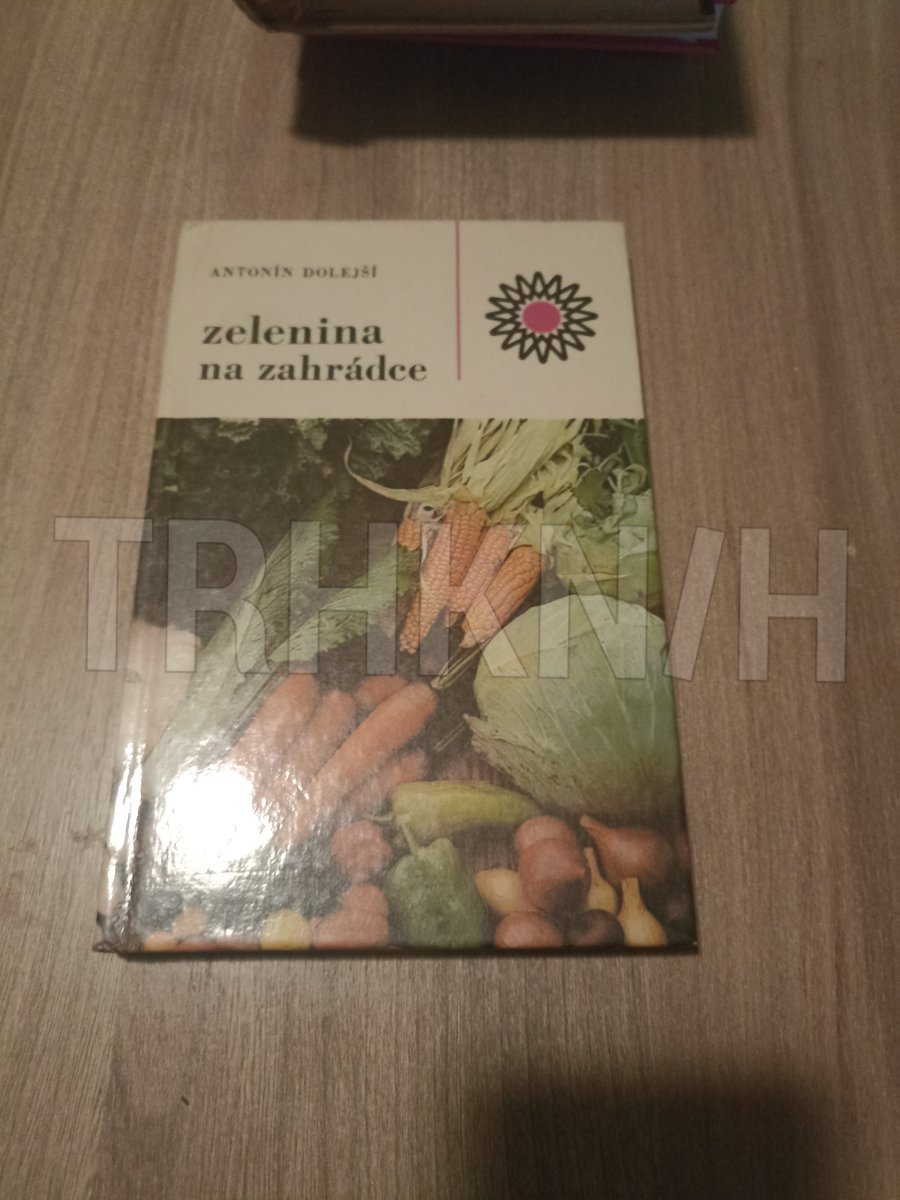 ANTONÍN DOLEJŠÍ
zelenina
na zahrádce
TRHKNIH